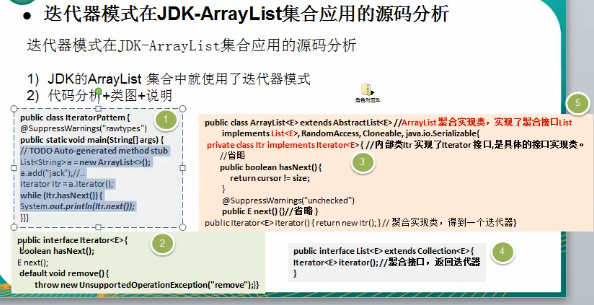 迭代器模式在JDK-ArrayList集合应用的源码分析
迭代器模式在JDK-ArrayList集合应用的源码分析
1) JDK的ArrayList 集合中就使用了迭代器模式
2) 代码分析+类图+说明
public class IteratorPattern {
@SuppressWarnings("rawtypes")
public static void main(String[] args) {
// TODO Auto-generated method stub
List<String> a = new ArrayList<>();
a.add("jack");//..
Iterator Itr = a.iterator();
while (Itr.hasNext()) {
System.out.println(Itr.next());
}}}
1
public interface Iterator<E> {
boolean hasNext();
E next();
default void remove() {
throw new UnsupportedOperationException("remove");}}
2
5
public class ArrayList<E> extends AbstractList<E> //ArrayList 聚合实现类，实现了聚合接口List
implements List<E>, RandomAccess, Cloneable, java.io.Serializable{
private class Itr implements Iterator<E> { //内部类Itr 实现了Iterator 接口,是具体的接口实现类。
//省略
public boolean hasNext() {
return cursor != size;
}
@SuppressWarnings("unchecked")
public E next() {}//省略 }
public Iterator<E> iterator() { return new Itr(); } // 聚合实现类，得到一个迭代器}
3
public interface List<E> extends Collection<E> {
Iterator<E> iterator();//聚合接口，返回迭代器
}
4